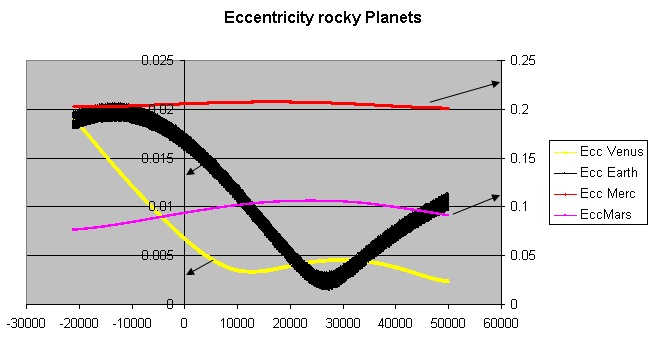 Eccentricity rocky Planets
0.025
0.02
0.015
0.01
0.005
0
0.25
0.2
0.15
0.1
0.05
0
-30000 -20000 -10000 0 10000 20000 30000 40000 50000 60000
Ecc Venus
Ecc Earth
Ecc Merc
EccMars